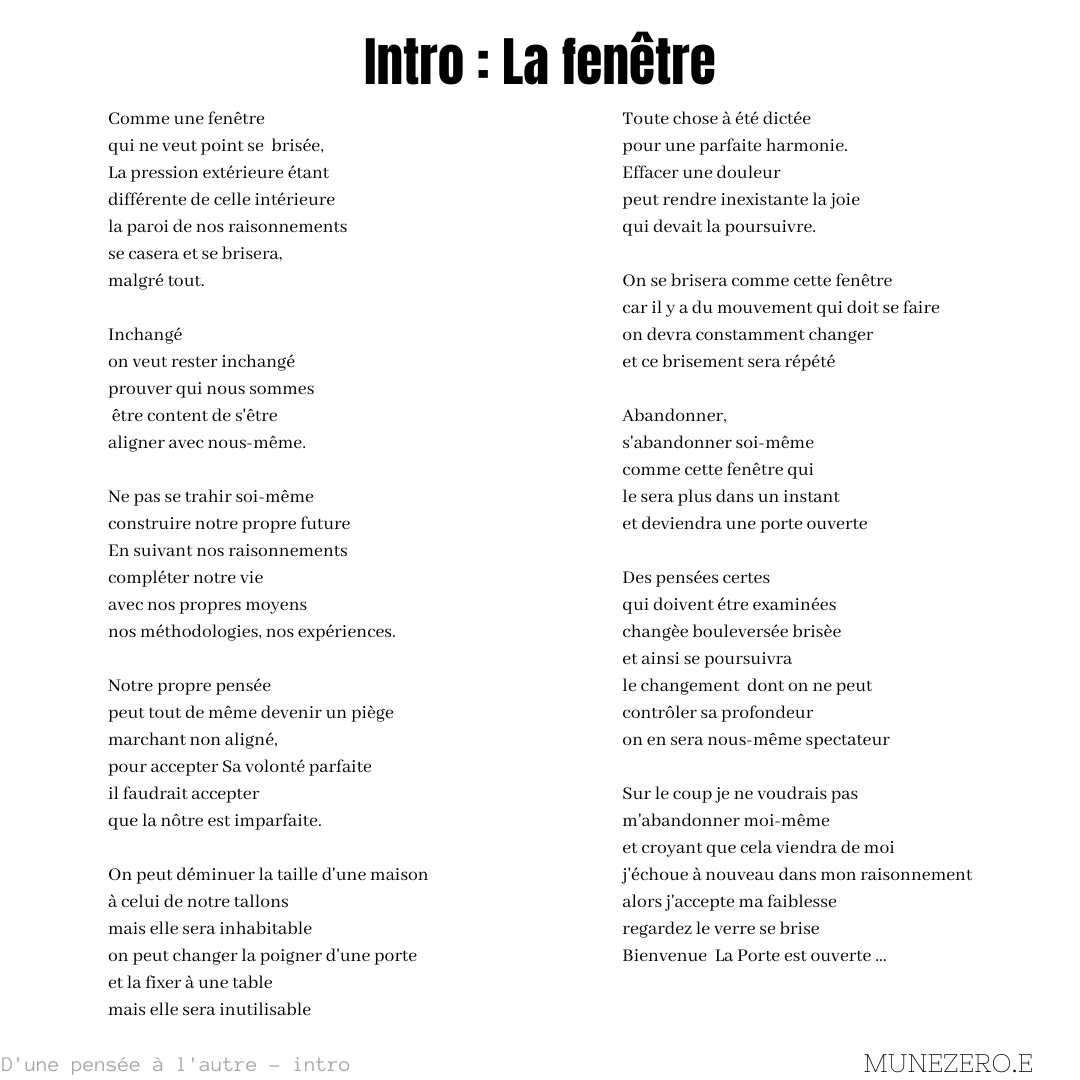 Intro : La fenêtre
Comme une fenêtre
qui ne veut point se  brisée,
La pression extérieure étant
différente de celle intérieure
la paroi de nos raisonnements
se casera et se brisera,
malgré tout.
Inchangé
on veut rester inchangé
prouver qui nous sommes
être content de s'être
aligner avec nous-même.
Ne pas se trahir soi-même
construire notre propre future
En suivant nos raisonnements
compléter notre vie
avec nos propres moyens
nos méthodologies, nos expériences.
Notre propre pensée
peut tout de même devenir un piège
marchant non aligné,
pour accepter Sa volonté parfaite
il faudrait accepter
que la nôtre est imparfaite.
On peut déminuer la taille d'une maison
à celui de notre tallons
mais elle sera inhabitable
on peut changer la poigner d'une porte
et la fixer à une table
mais elle sera inutilisable
Toute chose à été dictée
pour une parfaite harmonie.
Effacer une douleur
peut rendre inexistante la joie
qui devait la poursuivre.
On se brisera comme cette fenêtre
car il y a du mouvement qui doit se faire
on devra constamment changer
et ce brisement sera répété
Abandonner,
s'abandonner soi-même
comme cette fenêtre qui
le sera plus dans un instant
et deviendra une porte ouverte
Des pensées certes
qui doivent étre examinées
changèe bouleversée brisèe
et ainsi se poursuivra
le changement  dont on ne peut
contrôler sa profondeur
on en sera nous-même spectateur
Sur le coup je ne voudrais pas
m'abandonner moi-même
et croyant que cela viendra de moi
j'échoue à nouveau dans mon raisonnement
alors j'accepte ma faiblesse
regardez le verre se brise
Bienvenue  La Porte est ouverte ...
D'une pensée à l'autre – intro
MUNEZERO.E